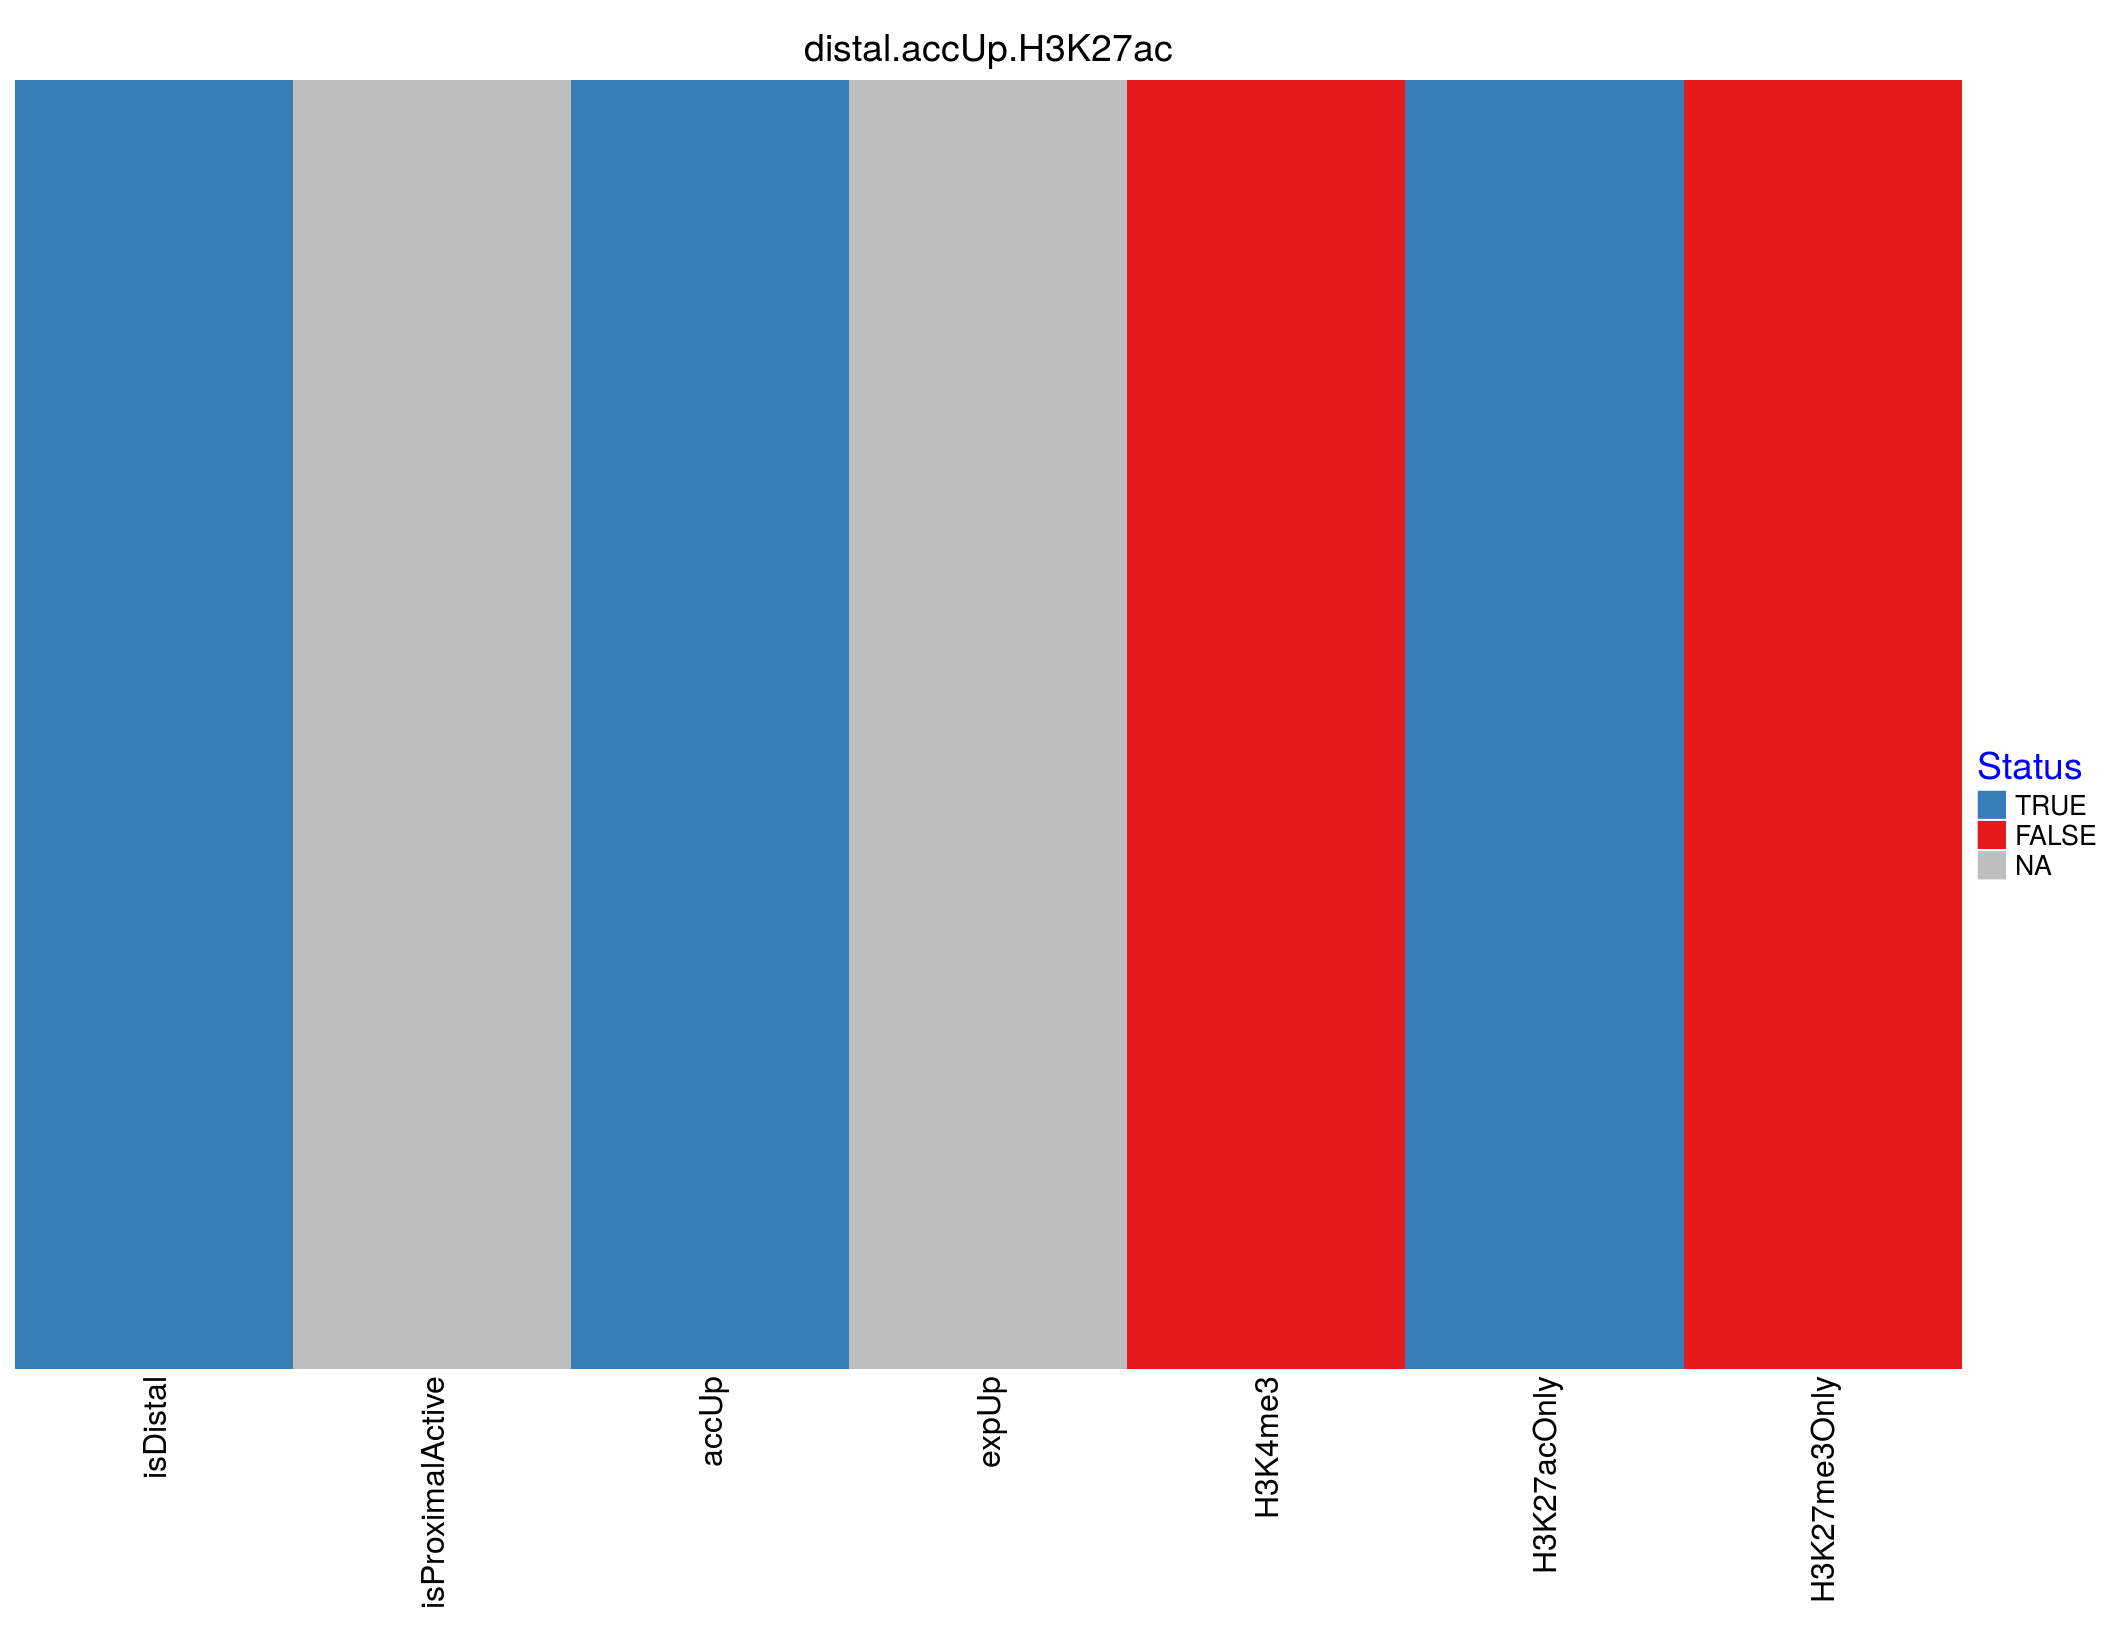 distal.accUp.H3K27ac
Status
TRUE
FALSE
NA
isDistal
isProximalActive
accUp
expUp
H3K4me3
H3K27acOnly
H3K27me3Only